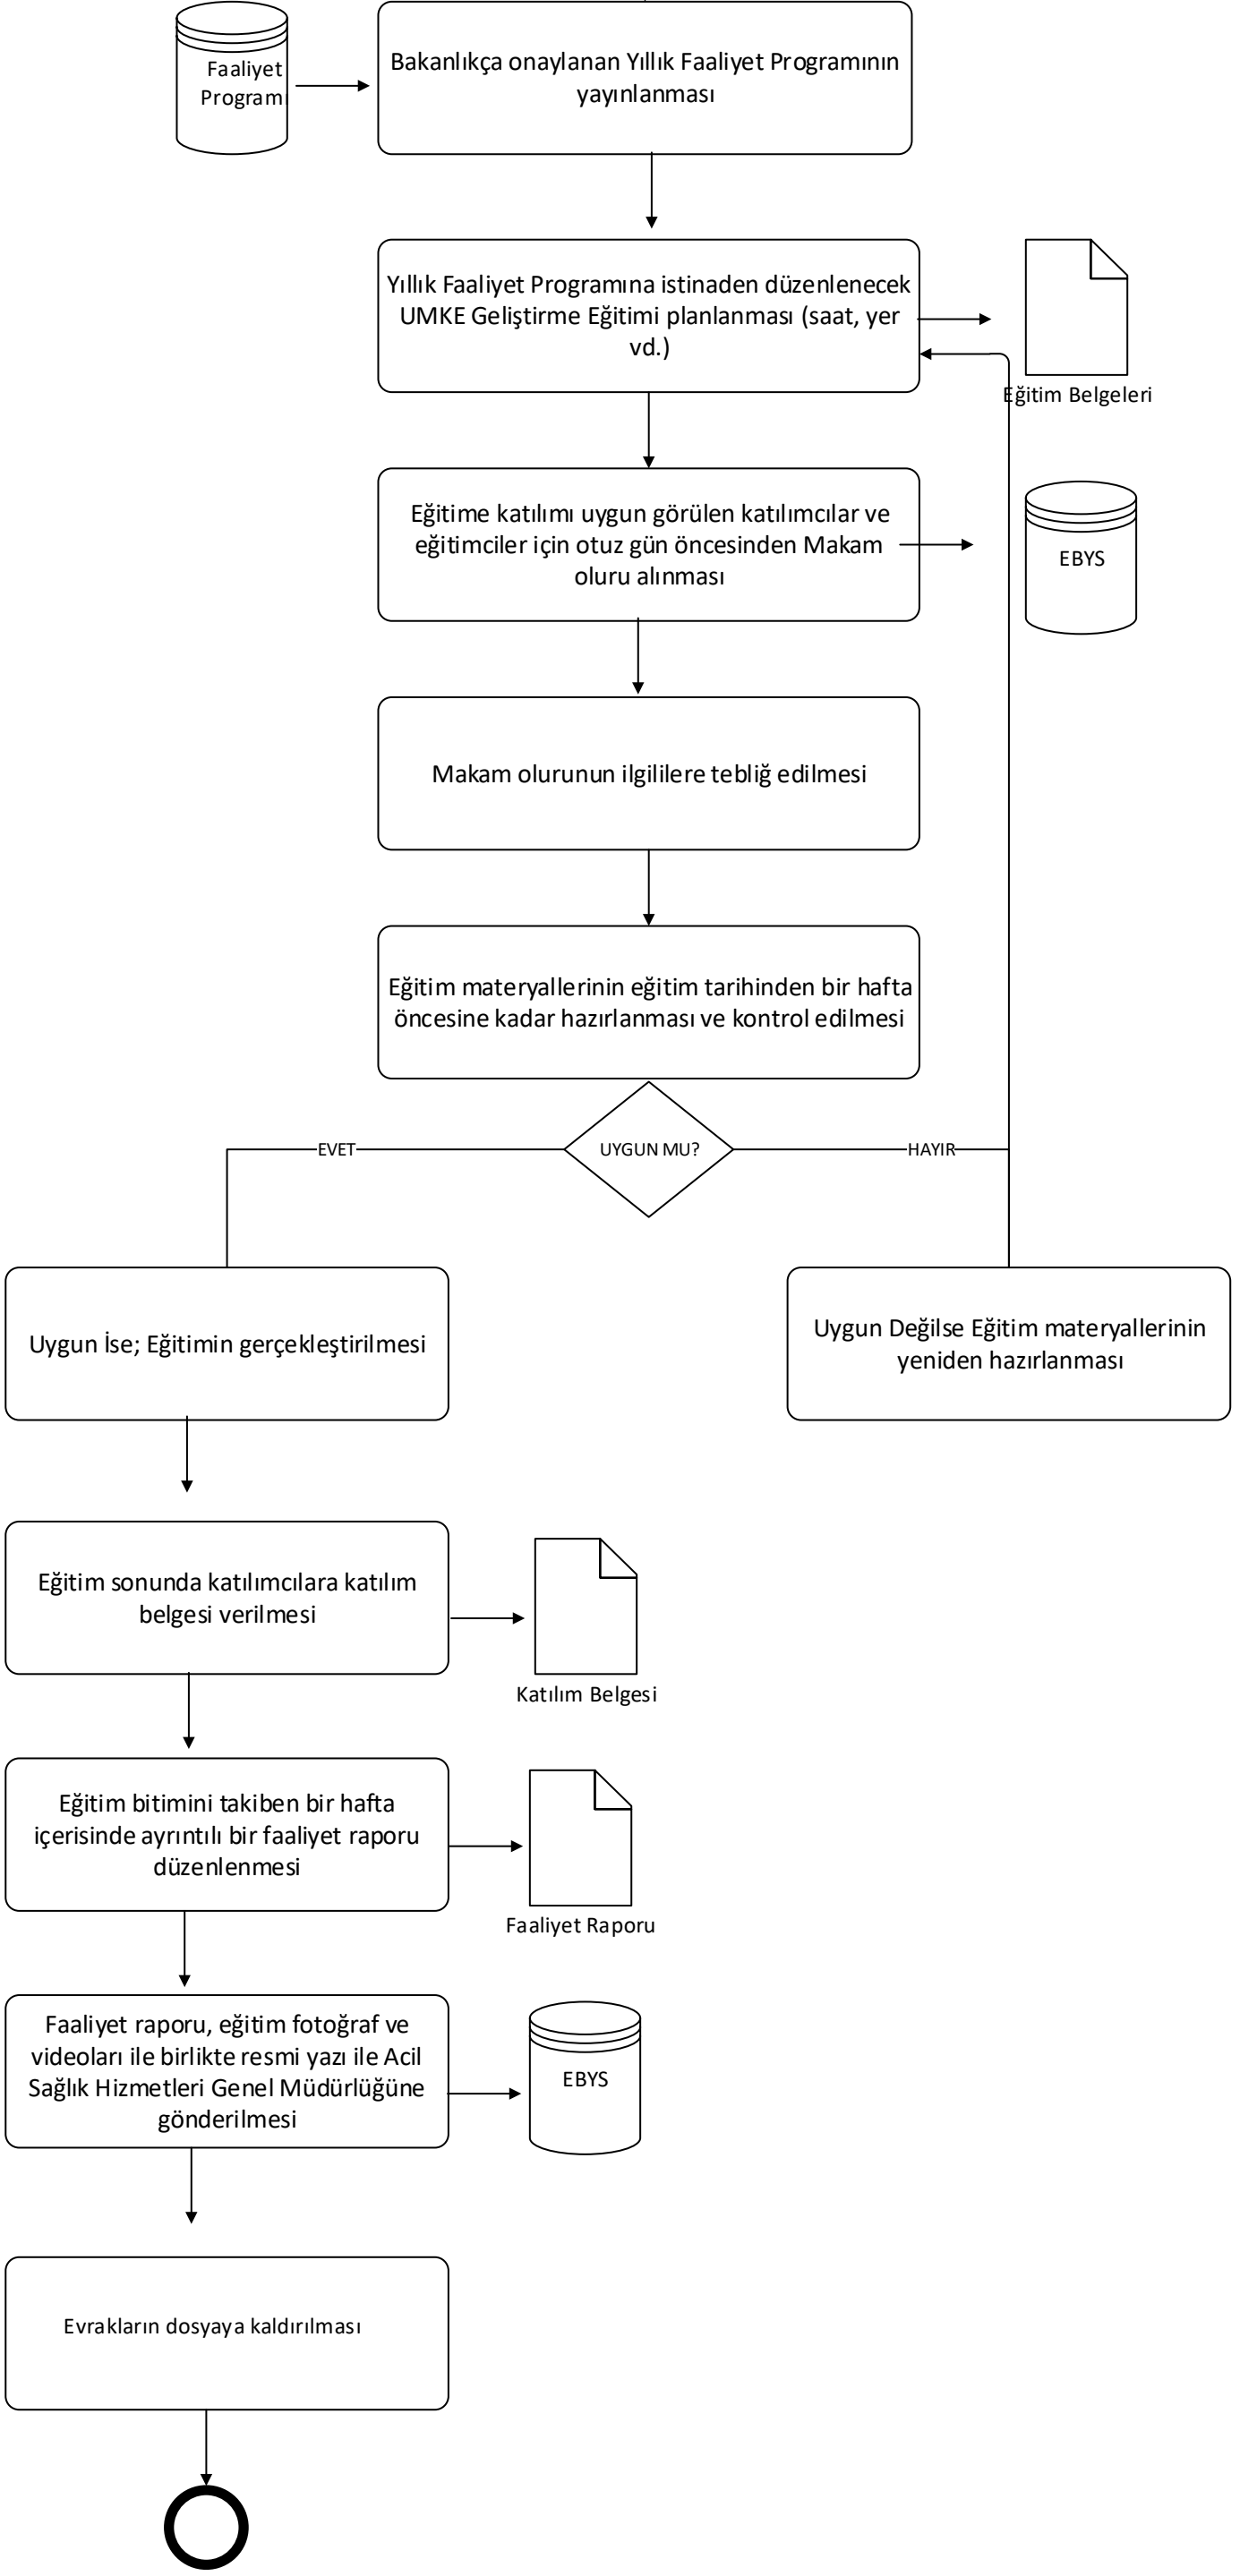 Faaliyet
Programı
Bakanlıkça onaylanan Yıllık Faaliyet Programının
yayınlanması
Yıllık Faaliyet Programına istinaden düzenlenecek
UMKE Geliştirme Eğitimi planlanması (saat, yer
vd.)
Eğitim Belgeleri
Eğitime katılımı uygun görülen katılımcılar ve
eğitimciler için otuz gün öncesinden Makam
oluru alınması
EBYS
Makam olurunun ilgililere tebliğ edilmesi
Eğitim materyallerinin eğitim tarihinden bir hafta
öncesine kadar hazırlanması ve kontrol edilmesi
EVET
UYGUN MU?
HAYIR
Uygun İse; Eğitimin gerçekleştirilmesi
Uygun Değilse Eğitim materyallerinin
yeniden hazırlanması
Eğitim sonunda katılımcılara katılım
belgesi verilmesi
Katılım Belgesi
Eğitim bitimini takiben bir hafta
içerisinde ayrıntılı bir faaliyet raporu
düzenlenmesi
Faaliyet Raporu
Faaliyet raporu, eğitim fotoğraf ve
videoları ile birlikte resmi yazı ile Acil
Sağlık Hizmetleri Genel Müdürlüğüne
gönderilmesi
EBYS
Evrakların dosyaya kaldırılması